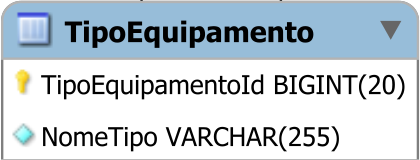 TipoEquipamento
TipoEquipamentoId BIGINT(20)
NomeTipo VARCHAR(255)